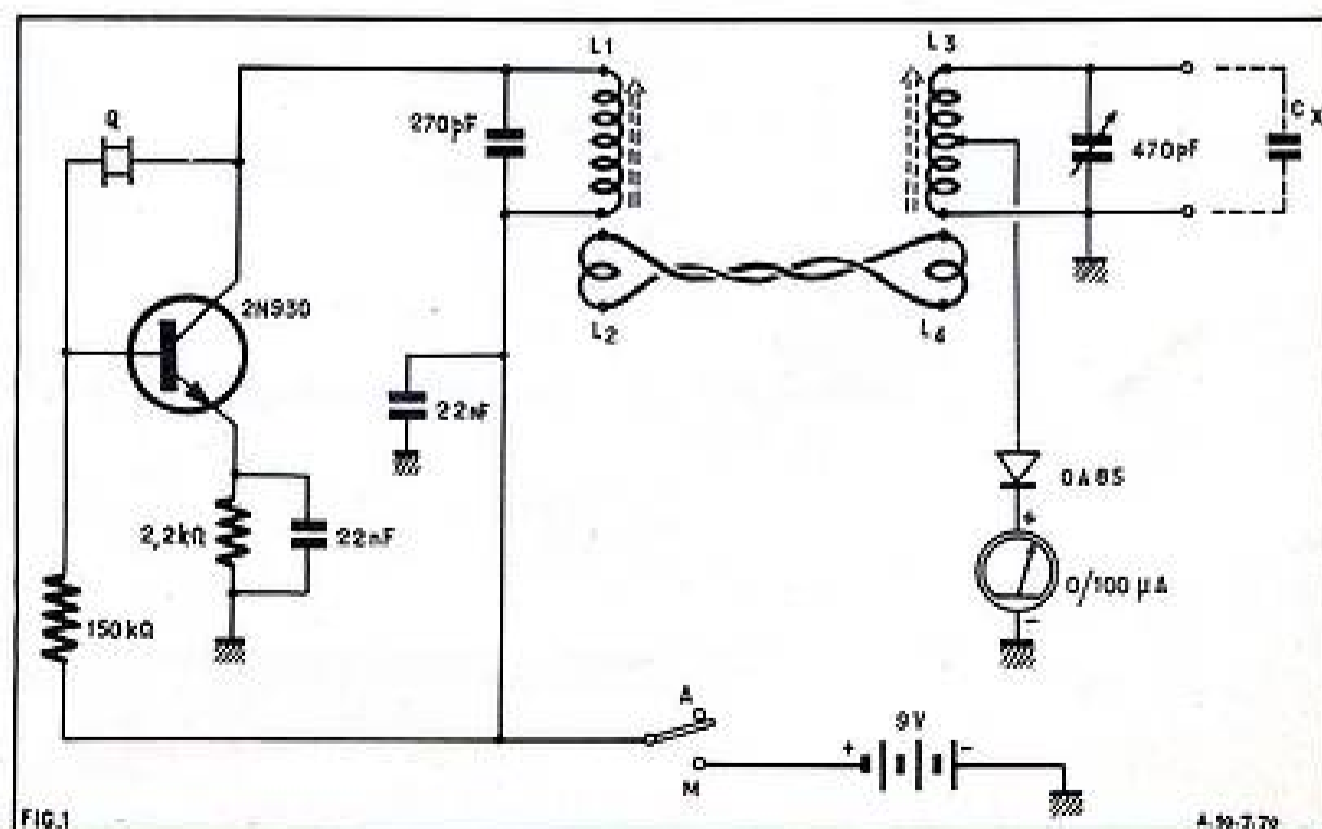 L1
L3
Q
270pF
470pF
Cx
2N930
L2
L4
22nF
OA85
2,2kΩ
22nF
+
0/100 µA
-
150kΩ
A
9V
+
-
M
FIG.1